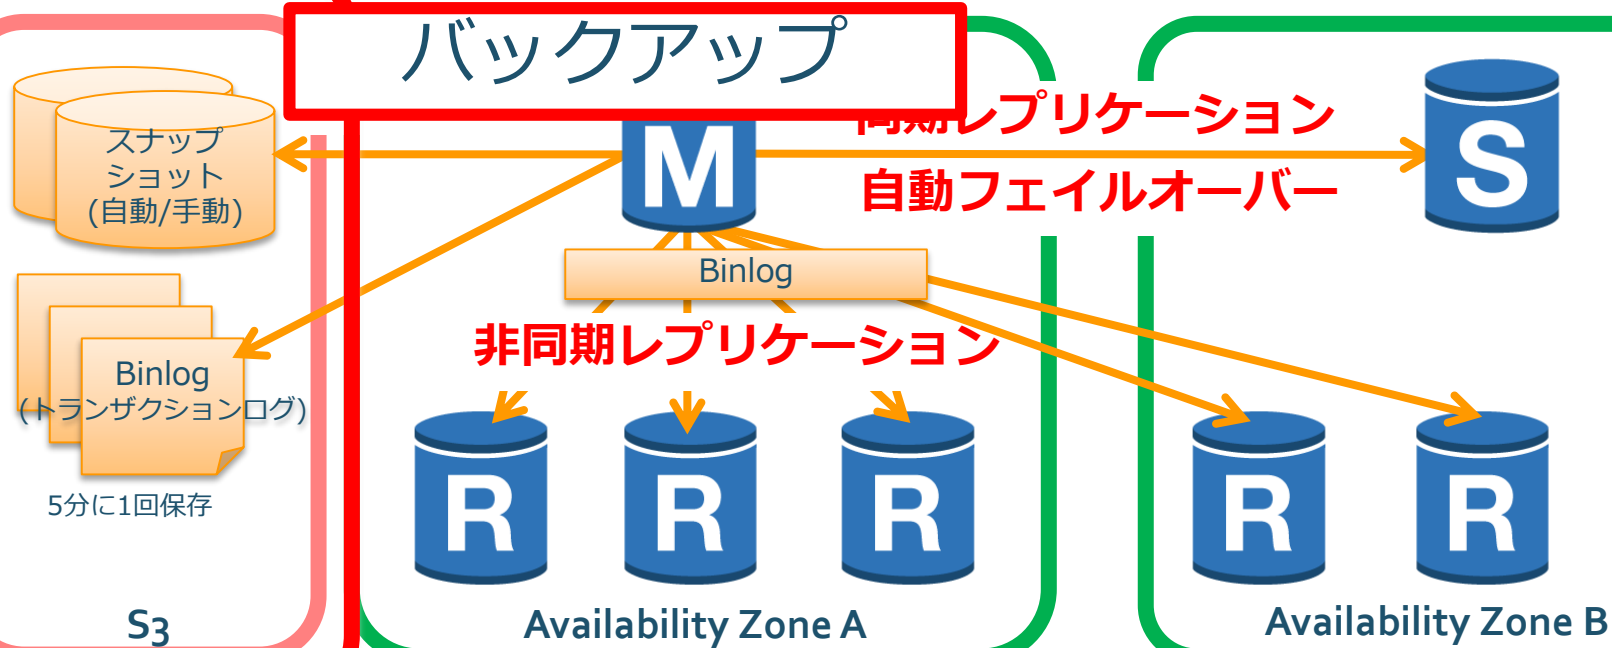 バックアップ
スナップ
ショット
(自動/手動)
M
同期レプリケーション
自動フェイルオーバー
S
Binlog
非同期レプリケーション
Binlog
(トランザクションログ)
5分に1回保存
R
R
R
R
R
S3
Availability Zone A
Availability Zone B